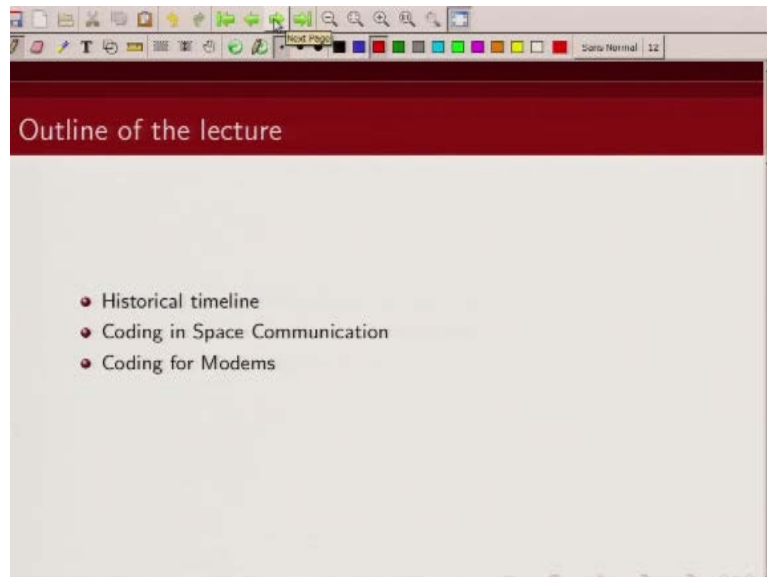 T
Next Page
Sans Normal 12
Outline of the lecture
Historical timeline
Coding in Space Communication
Coding for Modems